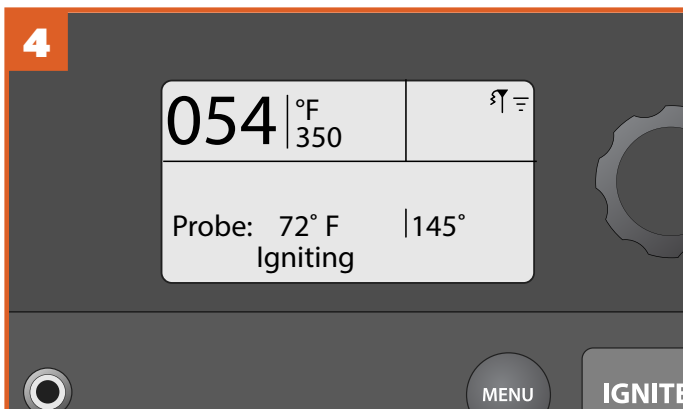 4
054 °F
350
Probe: 72° F 145°
Igniting
MENU
IGNITE